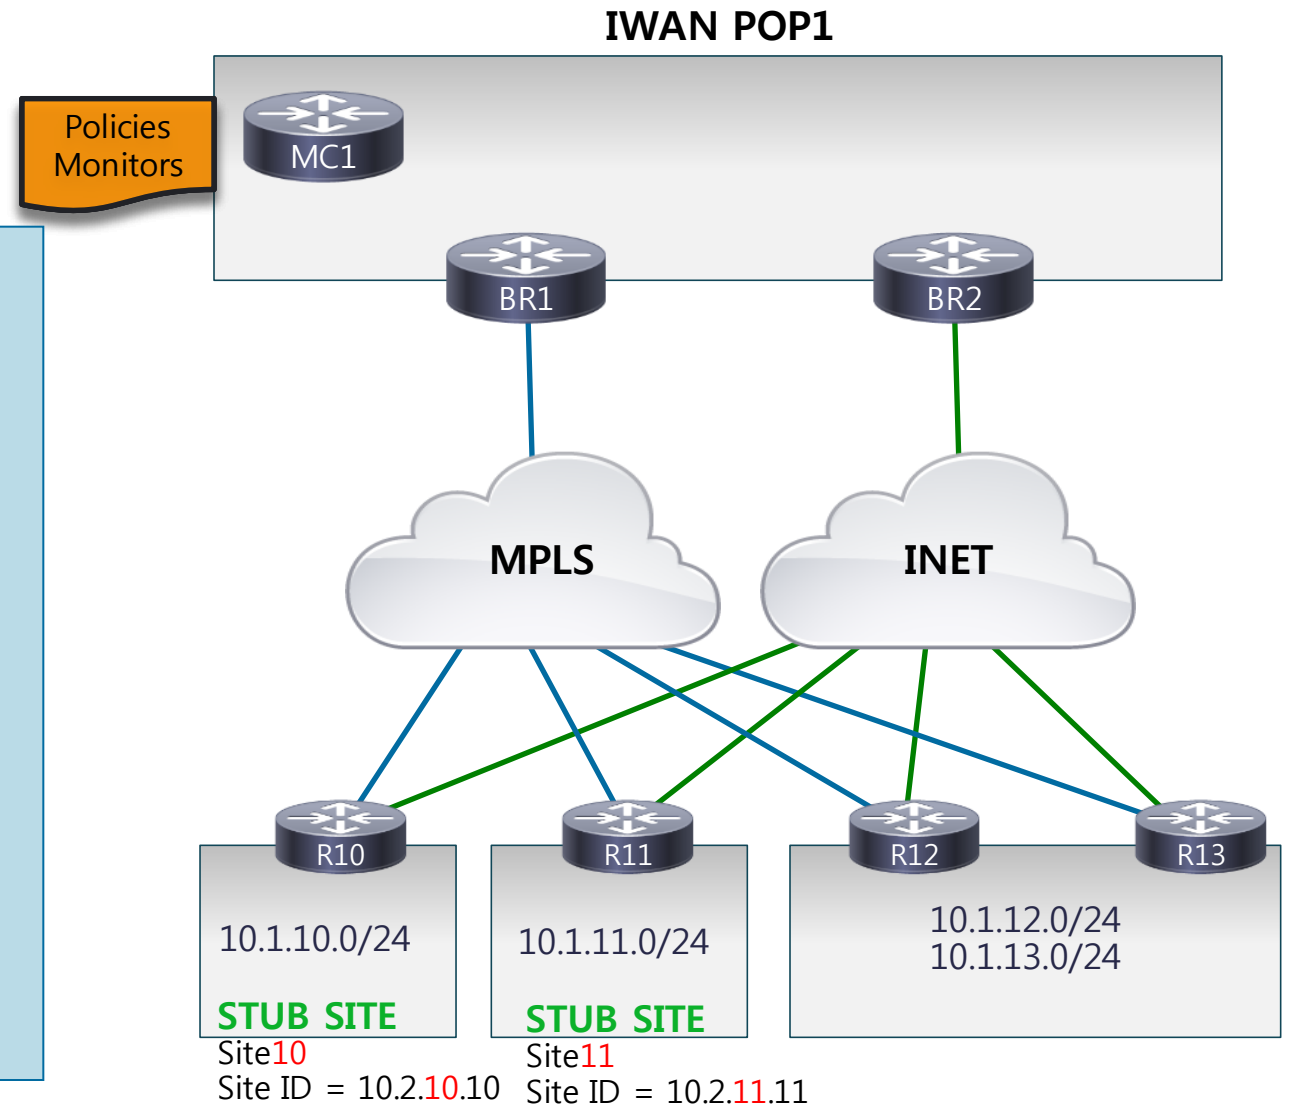 IWAN POP1
Policies
Monitors
MC1
BR1
BR2
MPLS
INET
R10
R11
R12
R13
10.1.10.0/24
10.1.11.0/24
10.1.12.0/24
10.1.13.0/24
STUB SITE
Site10
Site ID = 10.2.10.10
STUB SITE
Site11
Site ID = 10.2.11.11